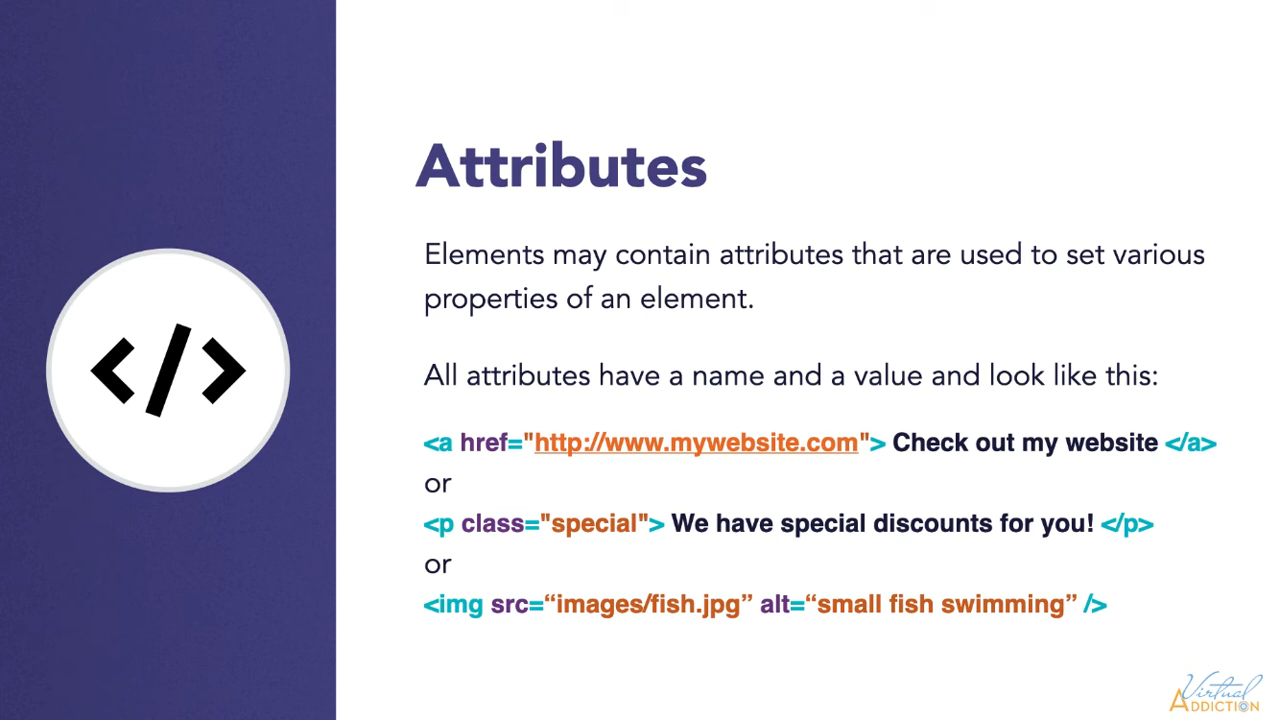 Attributes
Elements may contain attributes that are used to set various
properties of an element.
All attributes have a name and a value and look like this:
<a href="http://www.mywebsite.com"> Check out my website </a>
or
<p class="special"> We have special discounts for you! </p>
or
<img src=“images/fish.jpg” alt=“small fish swimming” />
</>
Virtual
ADDICTION